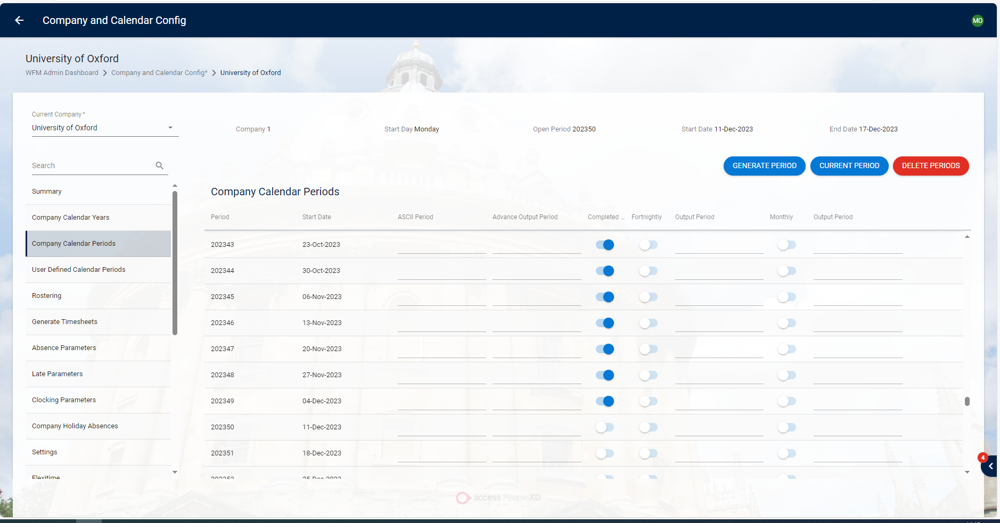 Company and Calendar Config
MO
University of Oxford
WFM Admin Dashboard > Company and Calendar Config* > University of Oxford
Current Company *
University of Oxford
Company 1
Start Day Monday
Open Period 202350
Start Date 11-Dec-2023
End Date 17-Dec-2023
Search
GENERATE PERIOD
CURRENT PERIOD
DELETE PERIODS
Summary
Company Calendar Years
Company Calendar Periods
User Defined Calendar Periods
Rostering
Generate Timesheets
Absence Parameters
Late Parameters
Clocking Parameters
Company Holiday Absences
Settings
Flexitime
Company Calendar Periods
Period Start Date ASCII Period Advance Output Period Completed ... Fortnightly Output Period Monthly Output Period
202343 23-Oct-2023
202344 30-Oct-2023
202345 06-Nov-2023
202346 13-Nov-2023
202347 20-Nov-2023
202348 27-Nov-2023
202349 04-Dec-2023
202350 11-Dec-2023
202351 18-Dec-2023
202352 25-Dec-2023
4
access PeopleXD